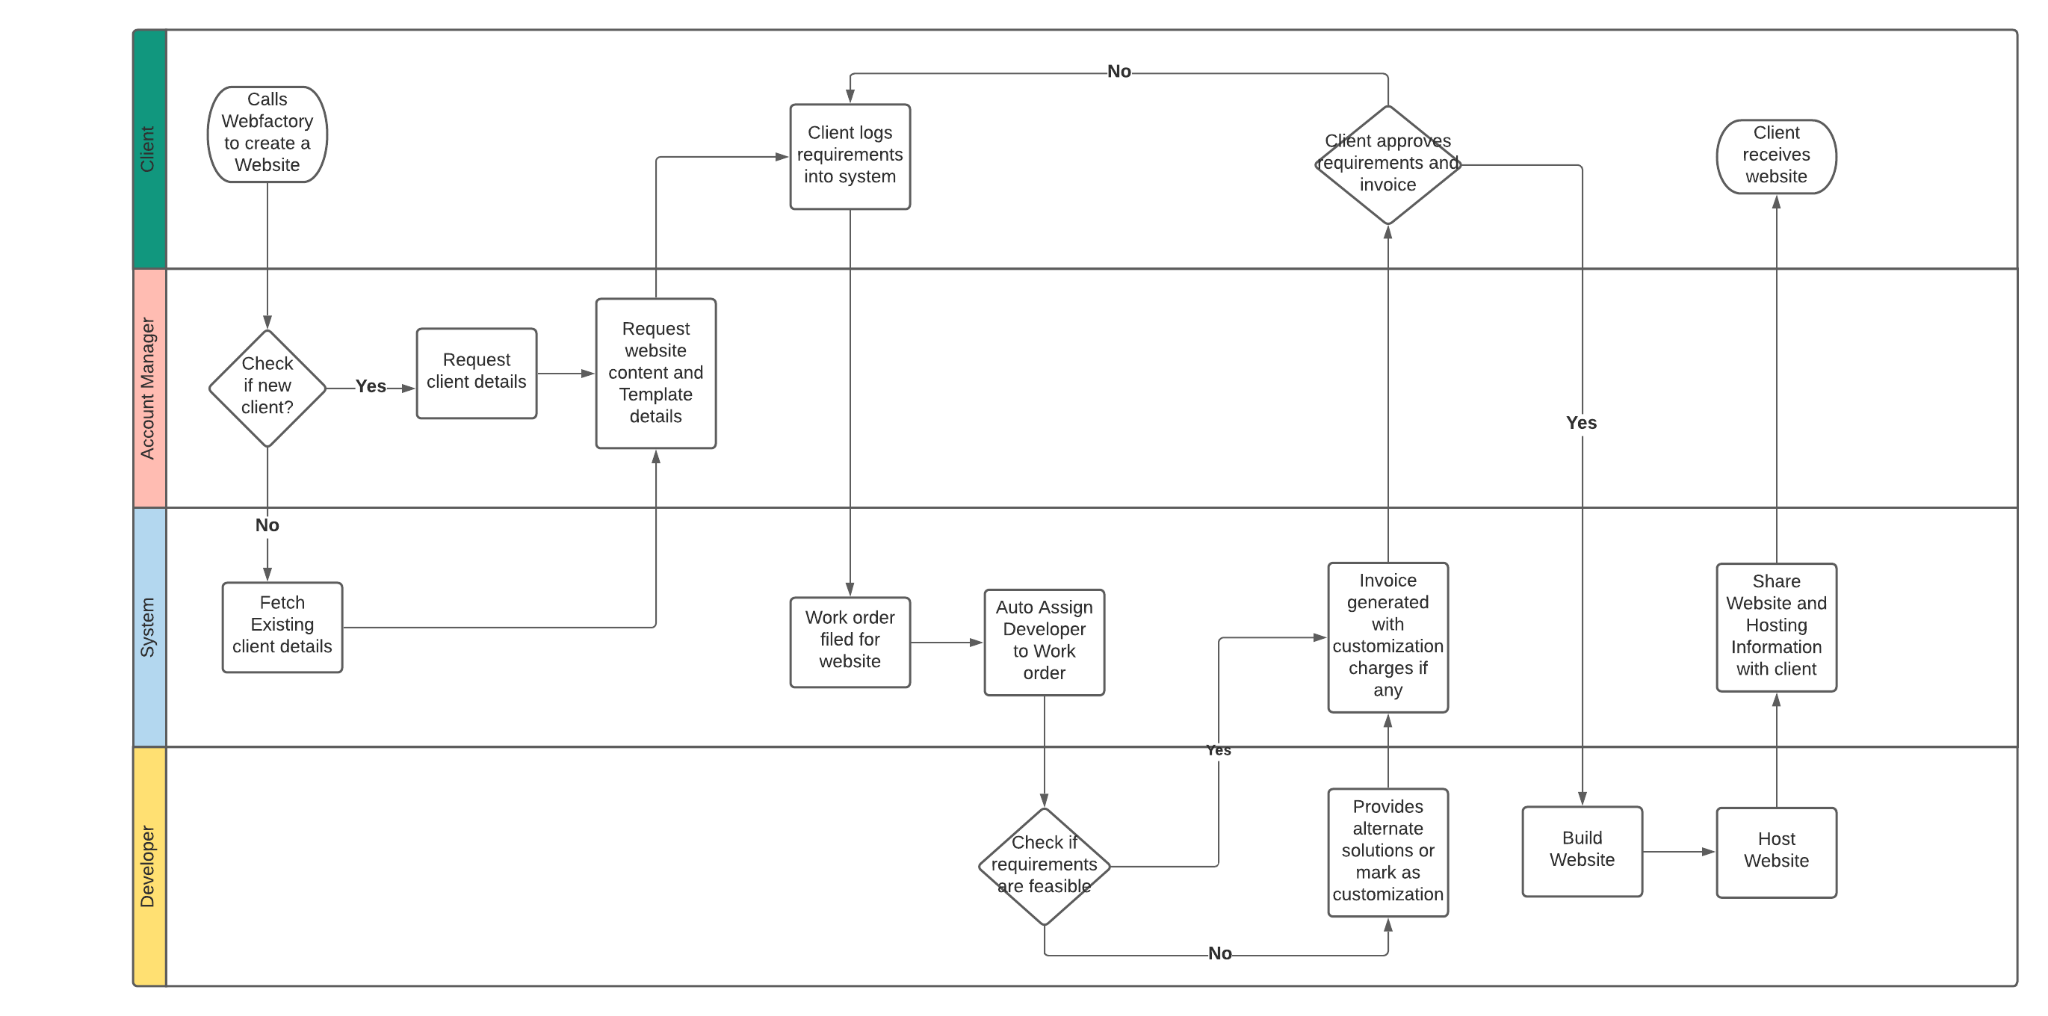 Client
Calls
Webfactory
to create a
Website
Client logs
requirements
into system
No
Client approves
requirements and
invoice
Client
receives
website
Account Manager
Check
if new
client?
Yes
Request
client details
Request
website
content and
Template
details
Yes
System
No
Fetch
Existing
client details
Work order
filed for
website
Auto Assign
Developer
to Work
order
Invoice
generated
with
customization
charges if
any
Share
Website and
Hosting
Information
with client
Developer
Check if
requirements
are feasible
Yes
No
Provides
alternate
solutions or
mark as
customization
Build
Website
Host
Website